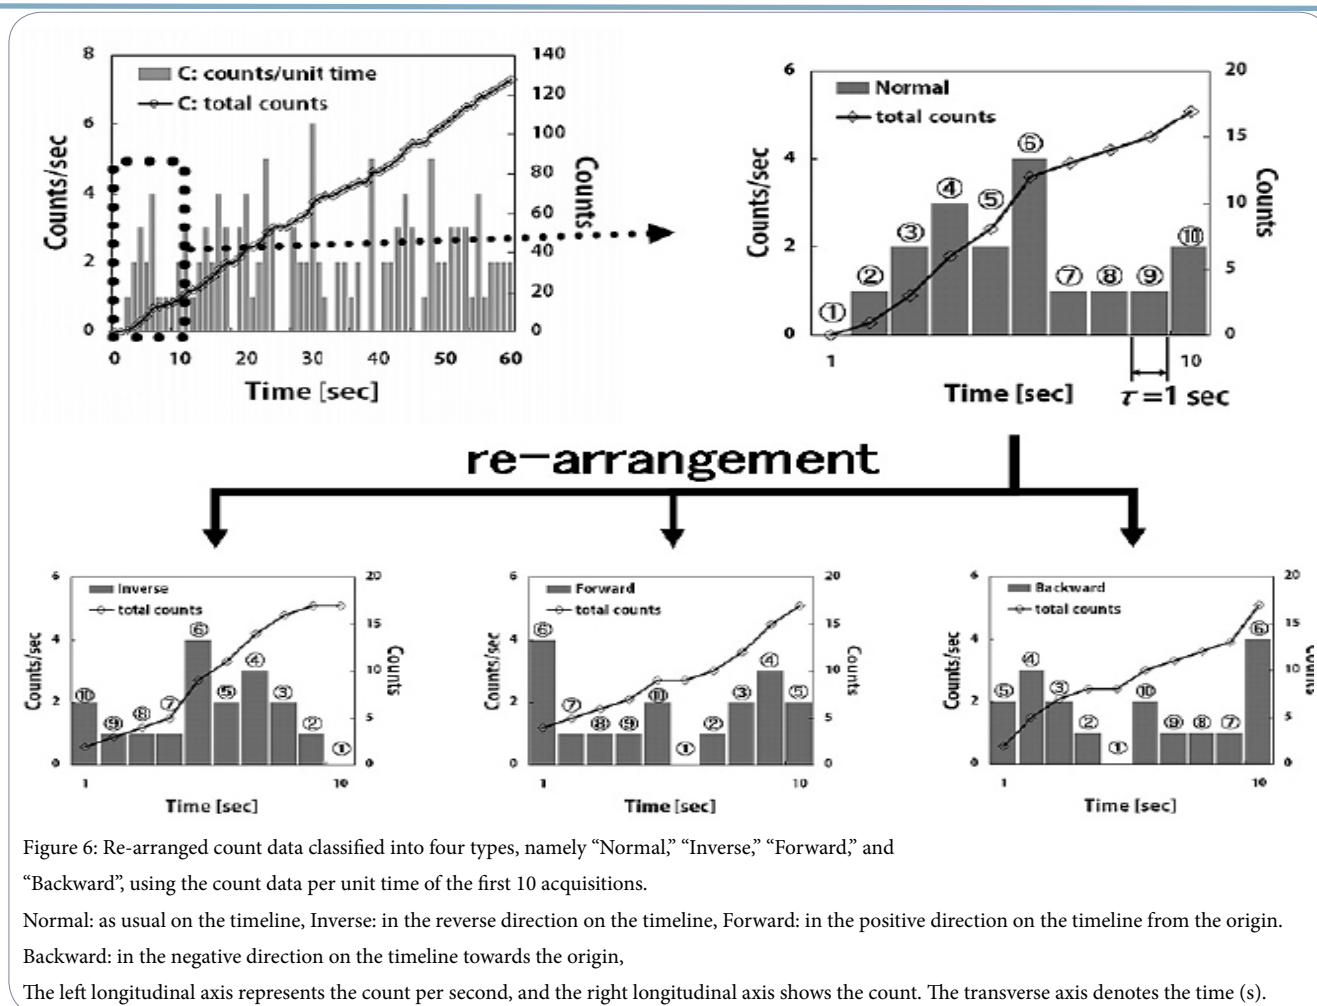 8
6
4
2
0
140
120
100
80
60
40
20
0
C: counts/unit time
C: total counts
Counts/sec
Counts
0 10 20 30 40 50 60
Time [sec]
6
4
2
0
20
15
10
5
0
Normal
total counts
Counts/sec
Counts
① ② ③ ④ ⑤ ⑥ ⑦ ⑧ ⑨ ⑩
1 10
Time [sec]
τ=1 sec
re-arrangement
6
4
2
0
20
15
10
5
0
Inverse
total counts
Counts/sec
Counts
⑩ ⑨ ⑧ ⑦ ⑥ ⑤ ④ ③ ② ①
1 10
Time [sec]
6
4
2
0
20
15
10
5
0
Forward
total counts
Counts/sec
Counts
⑥ ⑦ ⑧ ⑨ ⑩ ① ② ③ ④ ⑤
1 10
Time [sec]
6
4
2
0
20
15
10
5
0
Backward
total counts
Counts/sec
Counts
⑤ ④ ③ ② ① ⑩ ⑨ ⑧ ⑦ ⑥
1 10
Time [sec]
Figure 6: Re-arranged count data classified into four types, namely “Normal,” “Inverse,” “Forward,” and
“Backward”, using the count data per unit time of the first 10 acquisitions.
Normal: as usual on the timeline, Inverse: in the reverse direction on the timeline, Forward: in the positive direction on the timeline from the origin.
Backward: in the negative direction on the timeline towards the origin,
The left longitudinal axis represents the count per second, and the right longitudinal axis shows the count. The transverse axis denotes the time (s).